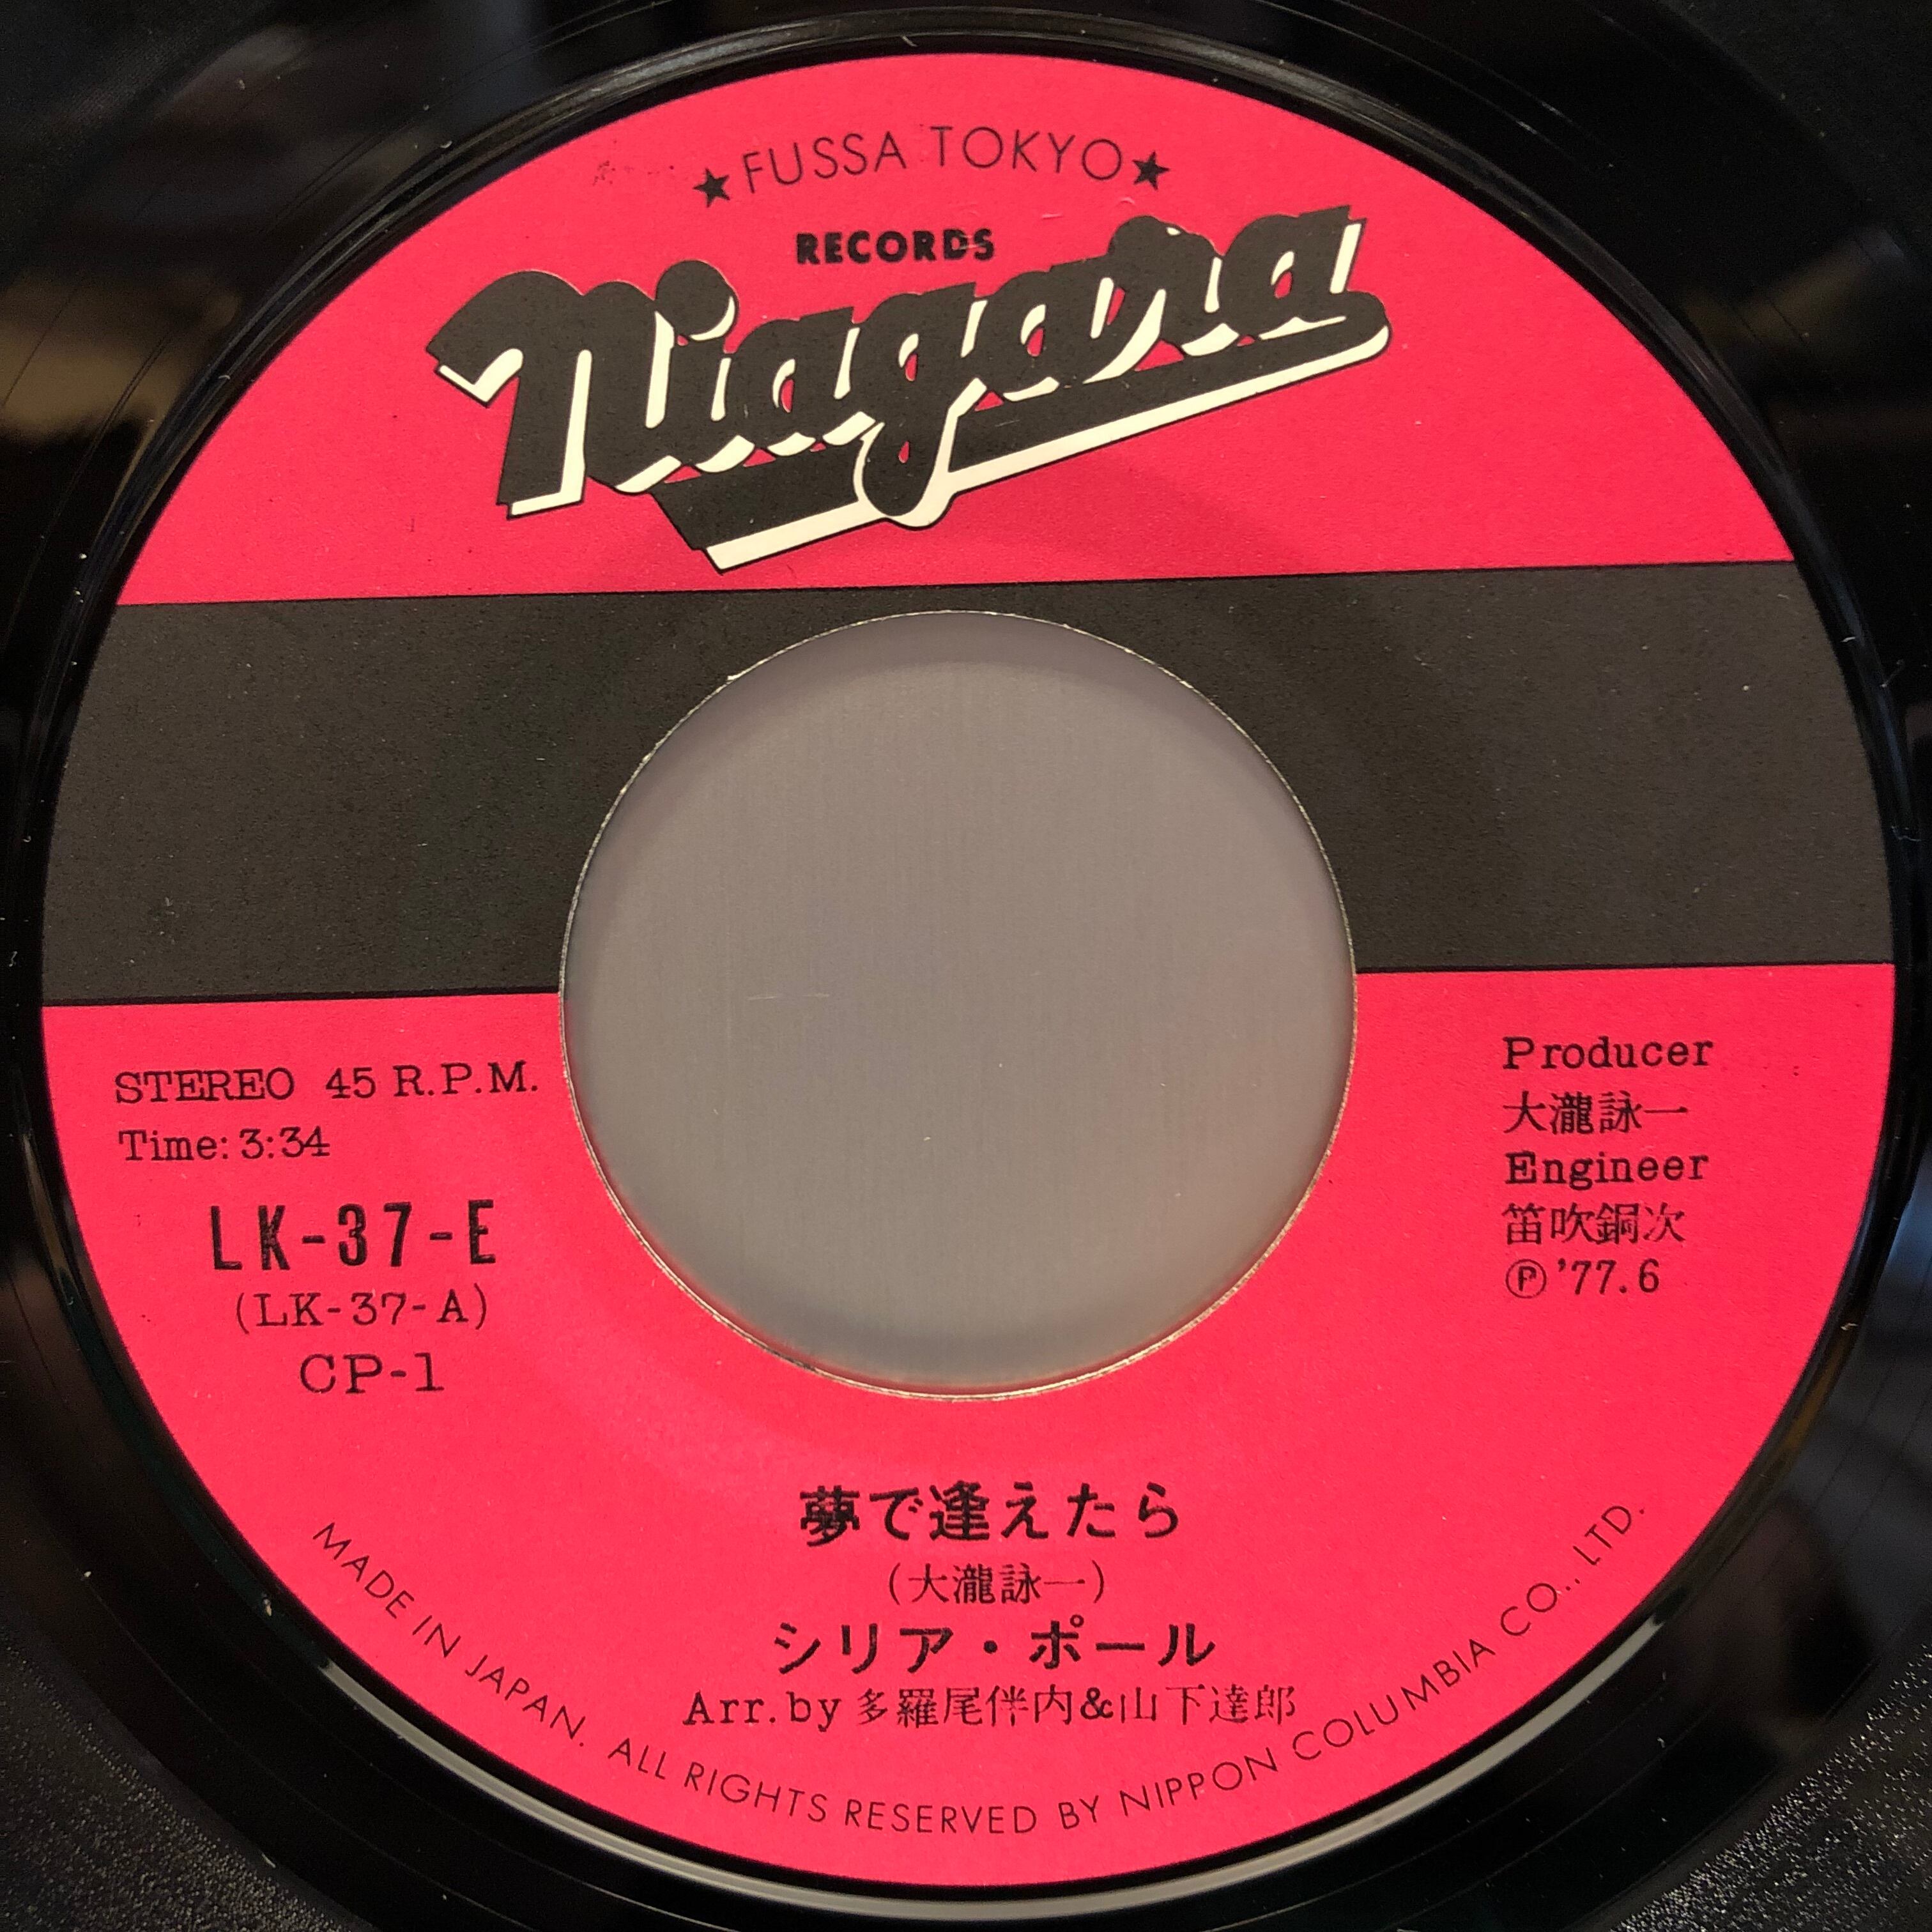 ★FUSSA TOKYO★
RECORDS
Niagara
STEREO 45 R.P.M.
Time: 3:34
LK-37-E
(LK-37-A)
CP-1
Producer
大瀧詠一
Engineer
笛吹銅次
Ⓟ'77.6
夢で逢えたら
(大瀧詠一)
シリア・ポール
Arr. by 多羅尾伴内&山下達郎
MADE IN JAPAN. ALL RIGHTS RESERVED BY NIPPON COLUMBIA CO., LTD.